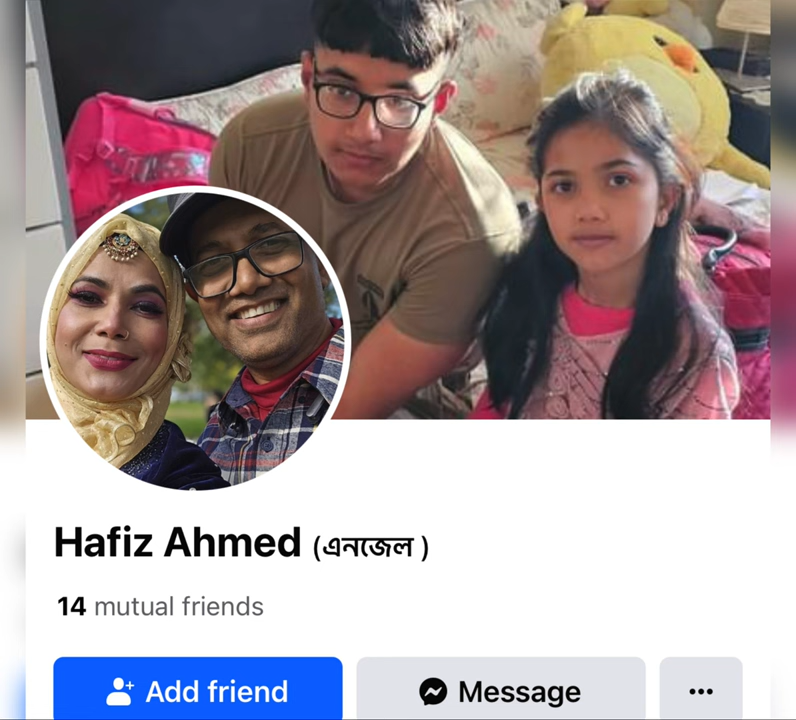 Hafiz Ahmed (এনজেল )
14 mutual friends
Add friend
Message